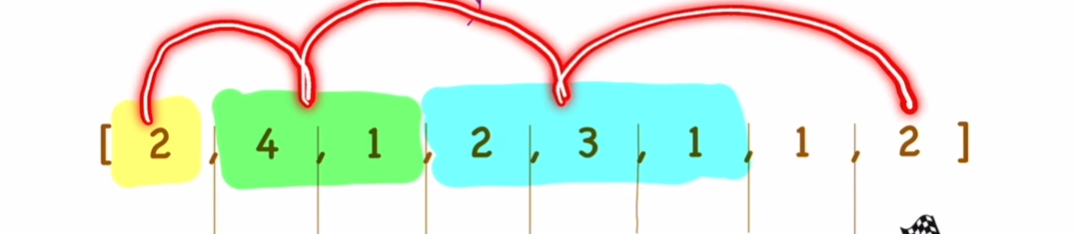 [ 2 , 4 , 1 , 2 , 3 , 1 , 1 , 2 ]